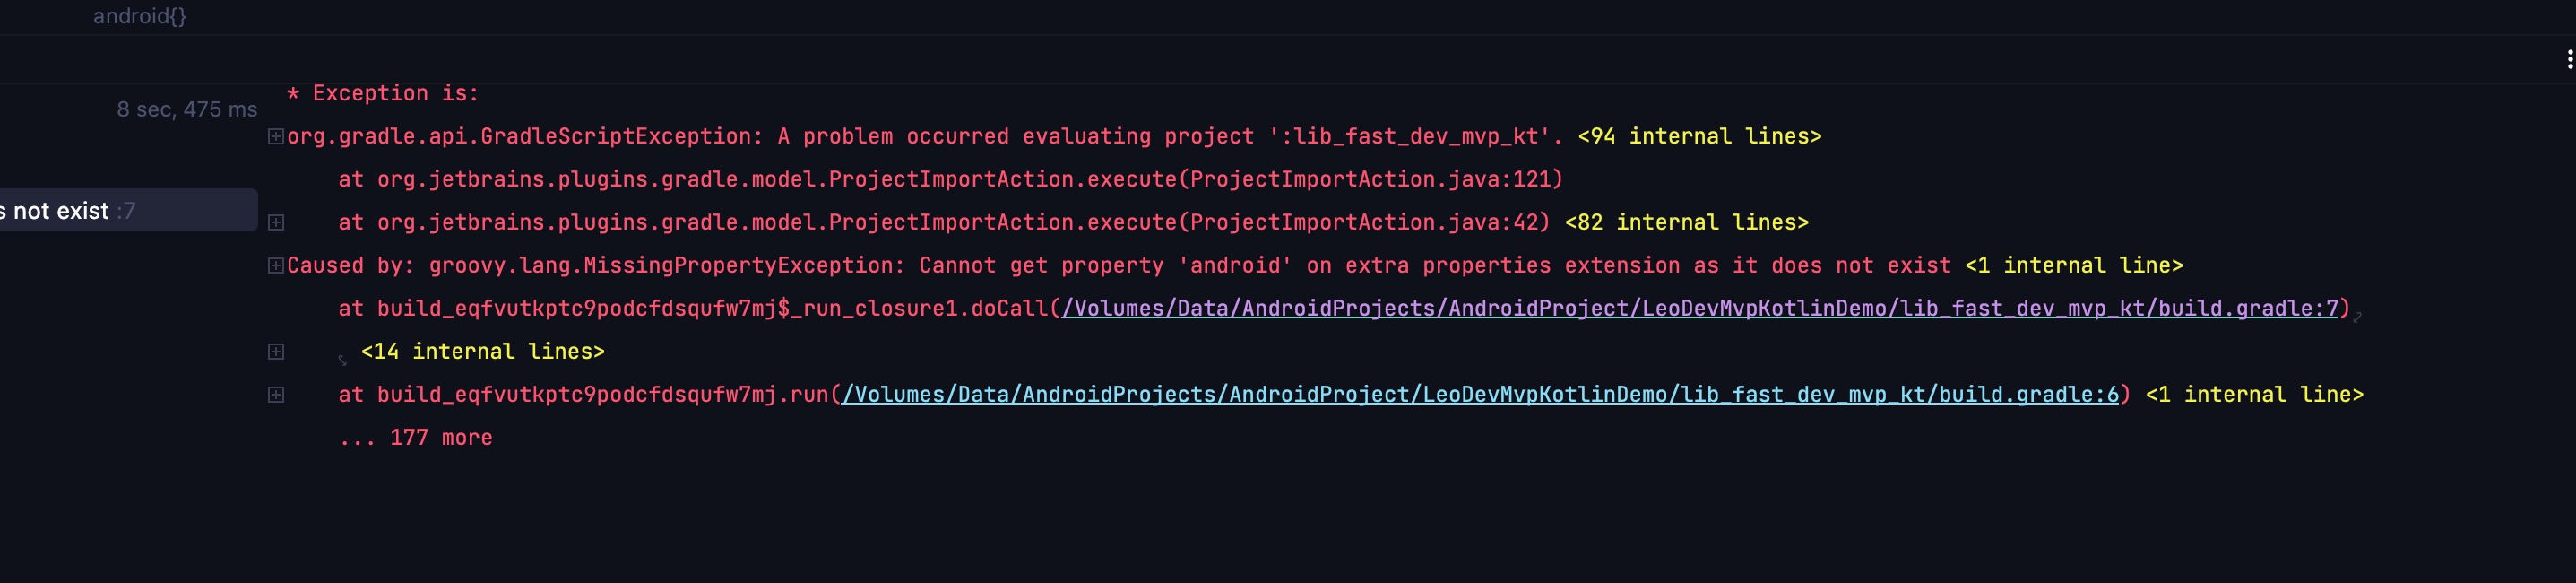 android{}
* Exception is:
8 sec, 475 ms
org.gradle.api.GradleScriptException: A problem occurred evaluating project ':lib_fast_dev_mvp_kt'. <94 internal lines>
at org.jetbrains.plugins.gradle.model.ProjectImportAction.execute(ProjectImportAction.java:121)
s not exist :7
at org.jetbrains.plugins.gradle.model.ProjectImportAction.execute(ProjectImportAction.java:42) <82 internal lines>
Caused by: groovy.lang.MissingPropertyException: Cannot get property 'android' on extra properties extension as it does not exist <1 internal line>
at build_eqfvutkptc9podcfdsqufw7mj$_run_closure1.doCall(/Volumes/Data/AndroidProjects/AndroidProject/LeoDevMvpKotlinDemo/lib_fast_dev_mvp_kt/build.gradle:7)
<14 internal lines>
at build_eqfvutkptc9podcfdsqufw7mj.run(/Volumes/Data/AndroidProjects/AndroidProject/LeoDevMvpKotlinDemo/lib_fast_dev_mvp_kt/build.gradle:6) <1 internal line>
... 177 more